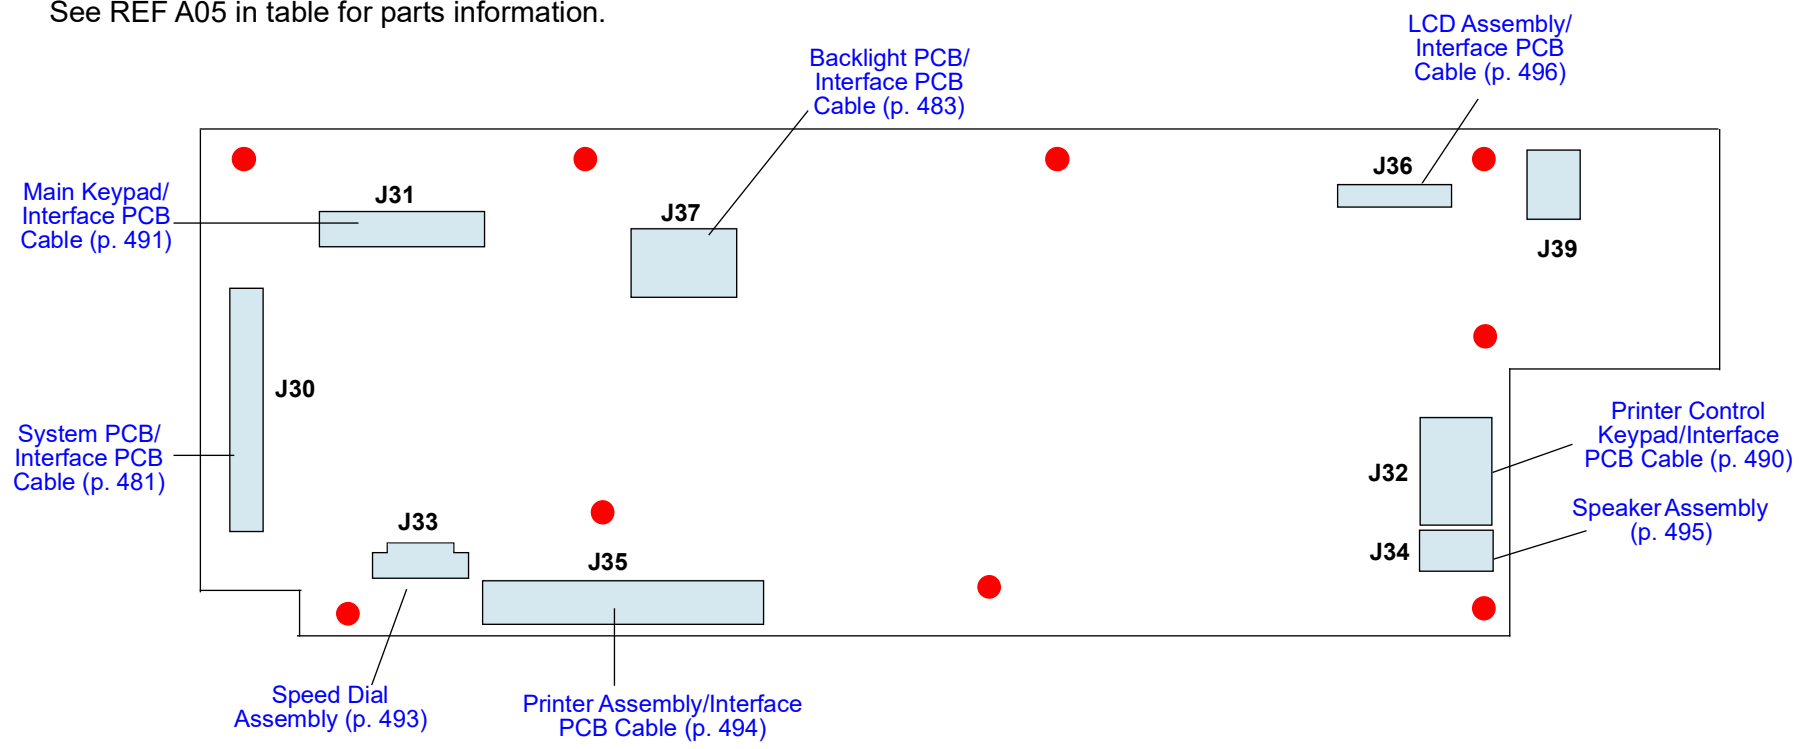 See REF A05 in table for parts information.
LCD Assembly/
Interface PCB
Cable (p. 496)
Backlight PCB/
Interface PCB
Cable (p. 483)
Main Keypad/
Interface PCB
Cable (p. 491)
J31
J37
J36
J39
J30
System PCB/
Interface PCB
Cable (p. 481)
J33
J35
J32
J34
Printer Control
Keypad/Interface
PCB Cable (p. 490)
Speaker Assembly
(p. 495)
Speed Dial
Assembly (p. 493)
Printer Assembly/Interface
PCB Cable (p. 494)